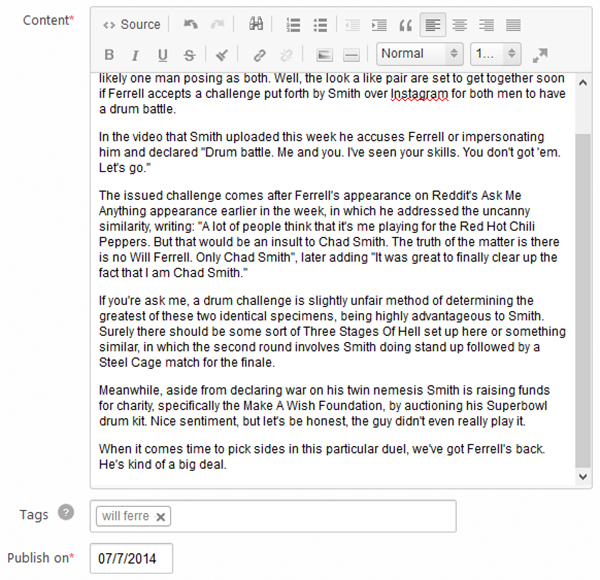 Content*
Source
B I U S
Normal
1...
likely one man posing as both. Well, the look a like pair are set to get together soon
if Ferrell accepts a challenge put forth by Smith over Instagram for both men to have
a drum battle.
In the video that Smith uploaded this week he accuses Ferrell or impersonating
him and declared "Drum battle. Me and you. I've seen your skills. You don't got 'em.
Let's go."
The issued challenge comes after Ferrell's appearance on Reddit's Ask Me
Anything appearance earlier in the week, in which he addressed the uncanny
similarity, writing: "A lot of people think that it's me playing for the Red Hot Chili
Peppers. But that would be an insult to Chad Smith. The truth of the matter is there
is no Will Ferrell. Only Chad Smith", later adding "It was great to finally clear up the
fact that I am Chad Smith."
If you're ask me, a drum challenge is slightly unfair method of determining the
greatest of these two identical specimens, being highly advantageous to Smith.
Surely there should be some sort of Three Stages Of Hell set up here or something
similar, in which the second round involves Smith doing stand up followed by a
Steel Cage match for the finale.
Meanwhile, aside from declaring war on his twin nemesis Smith is raising funds
for charity, specifically the Make A Wish Foundation, by auctioning his Superbowl
drum kit. Nice sentiment, but let's be honest, the guy didn't even really play it.
When it comes time to pick sides in this particular duel, we've got Ferrell's back.
He's kind of a big deal.
Tags ?
will ferre
Publish on*
07/7/2014